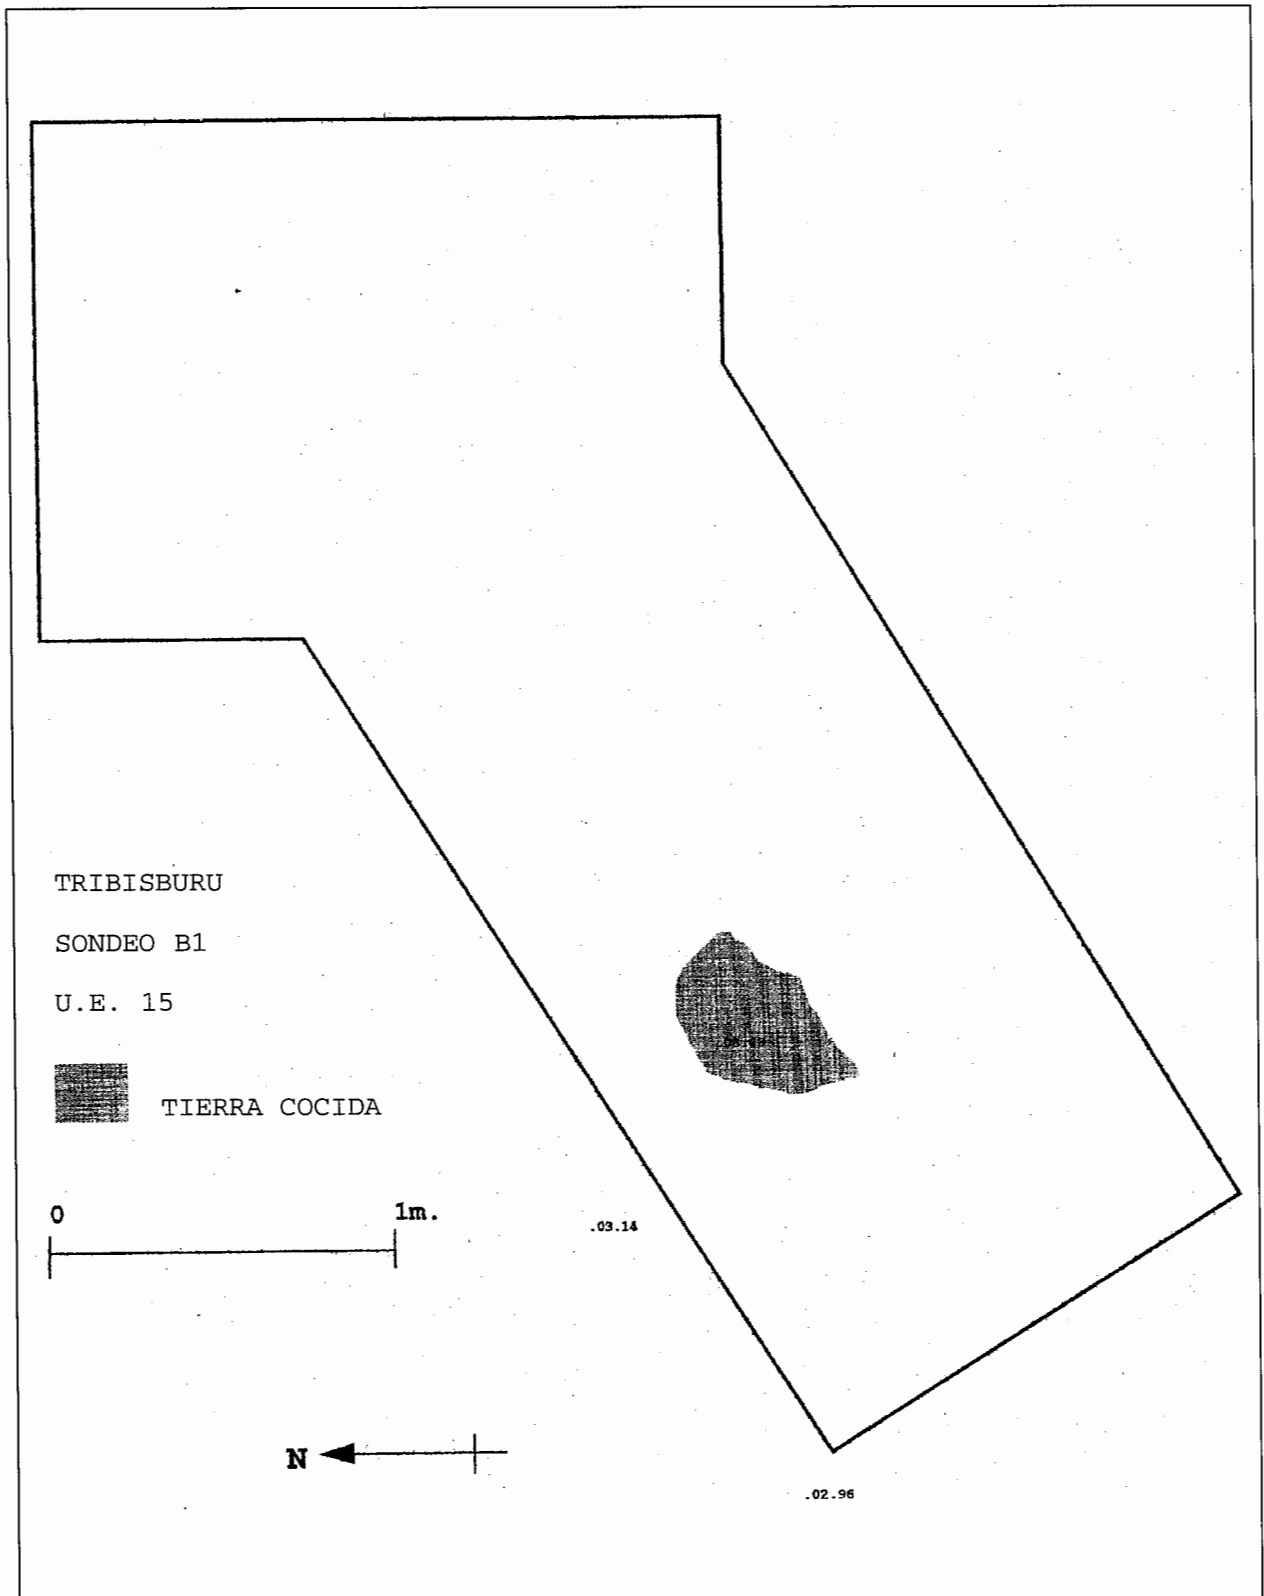 TRIBISBURU
SONDEO B1
U.E. 15
TIERRA COCIDA
0 1m.
.03.14
N
.02.96